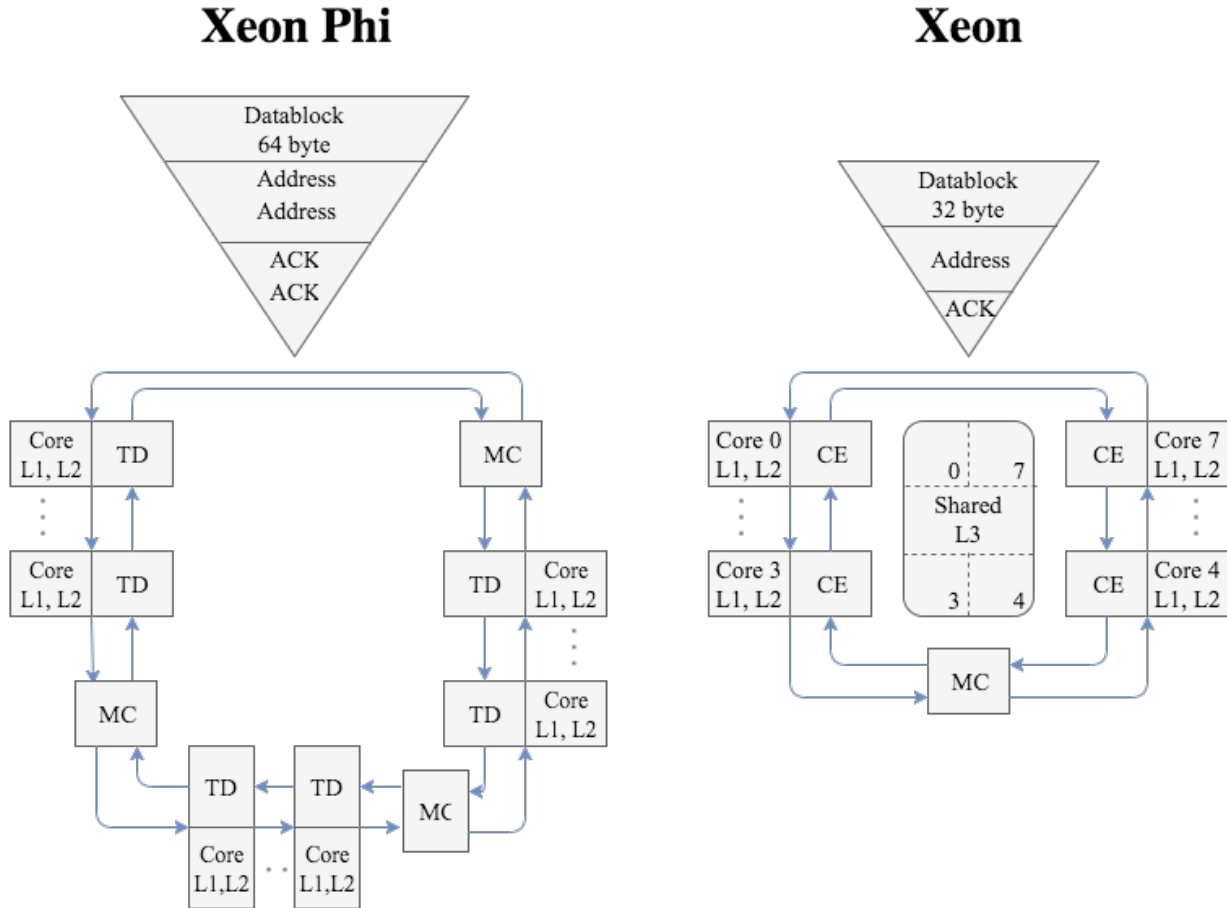 Xeon Phi
Datablock
64 byte
Address
Address
ACK
ACK
Core
L1, L2
TD
MC
Core
L1, L2
TD
TD
Core
L1, L2
MC
TD
Core
L1, L2
TD
TD
MC
Core
L1,L2
Core
L1,L2
Xeon
Datablock
32 byte
Address
ACK
Core 0
L1, L2
CE
0
7
CE
Core 7
L1, L2
Shared
L3
Core 3
L1, L2
CE
3
4
CE
Core 4
L1, L2
MC